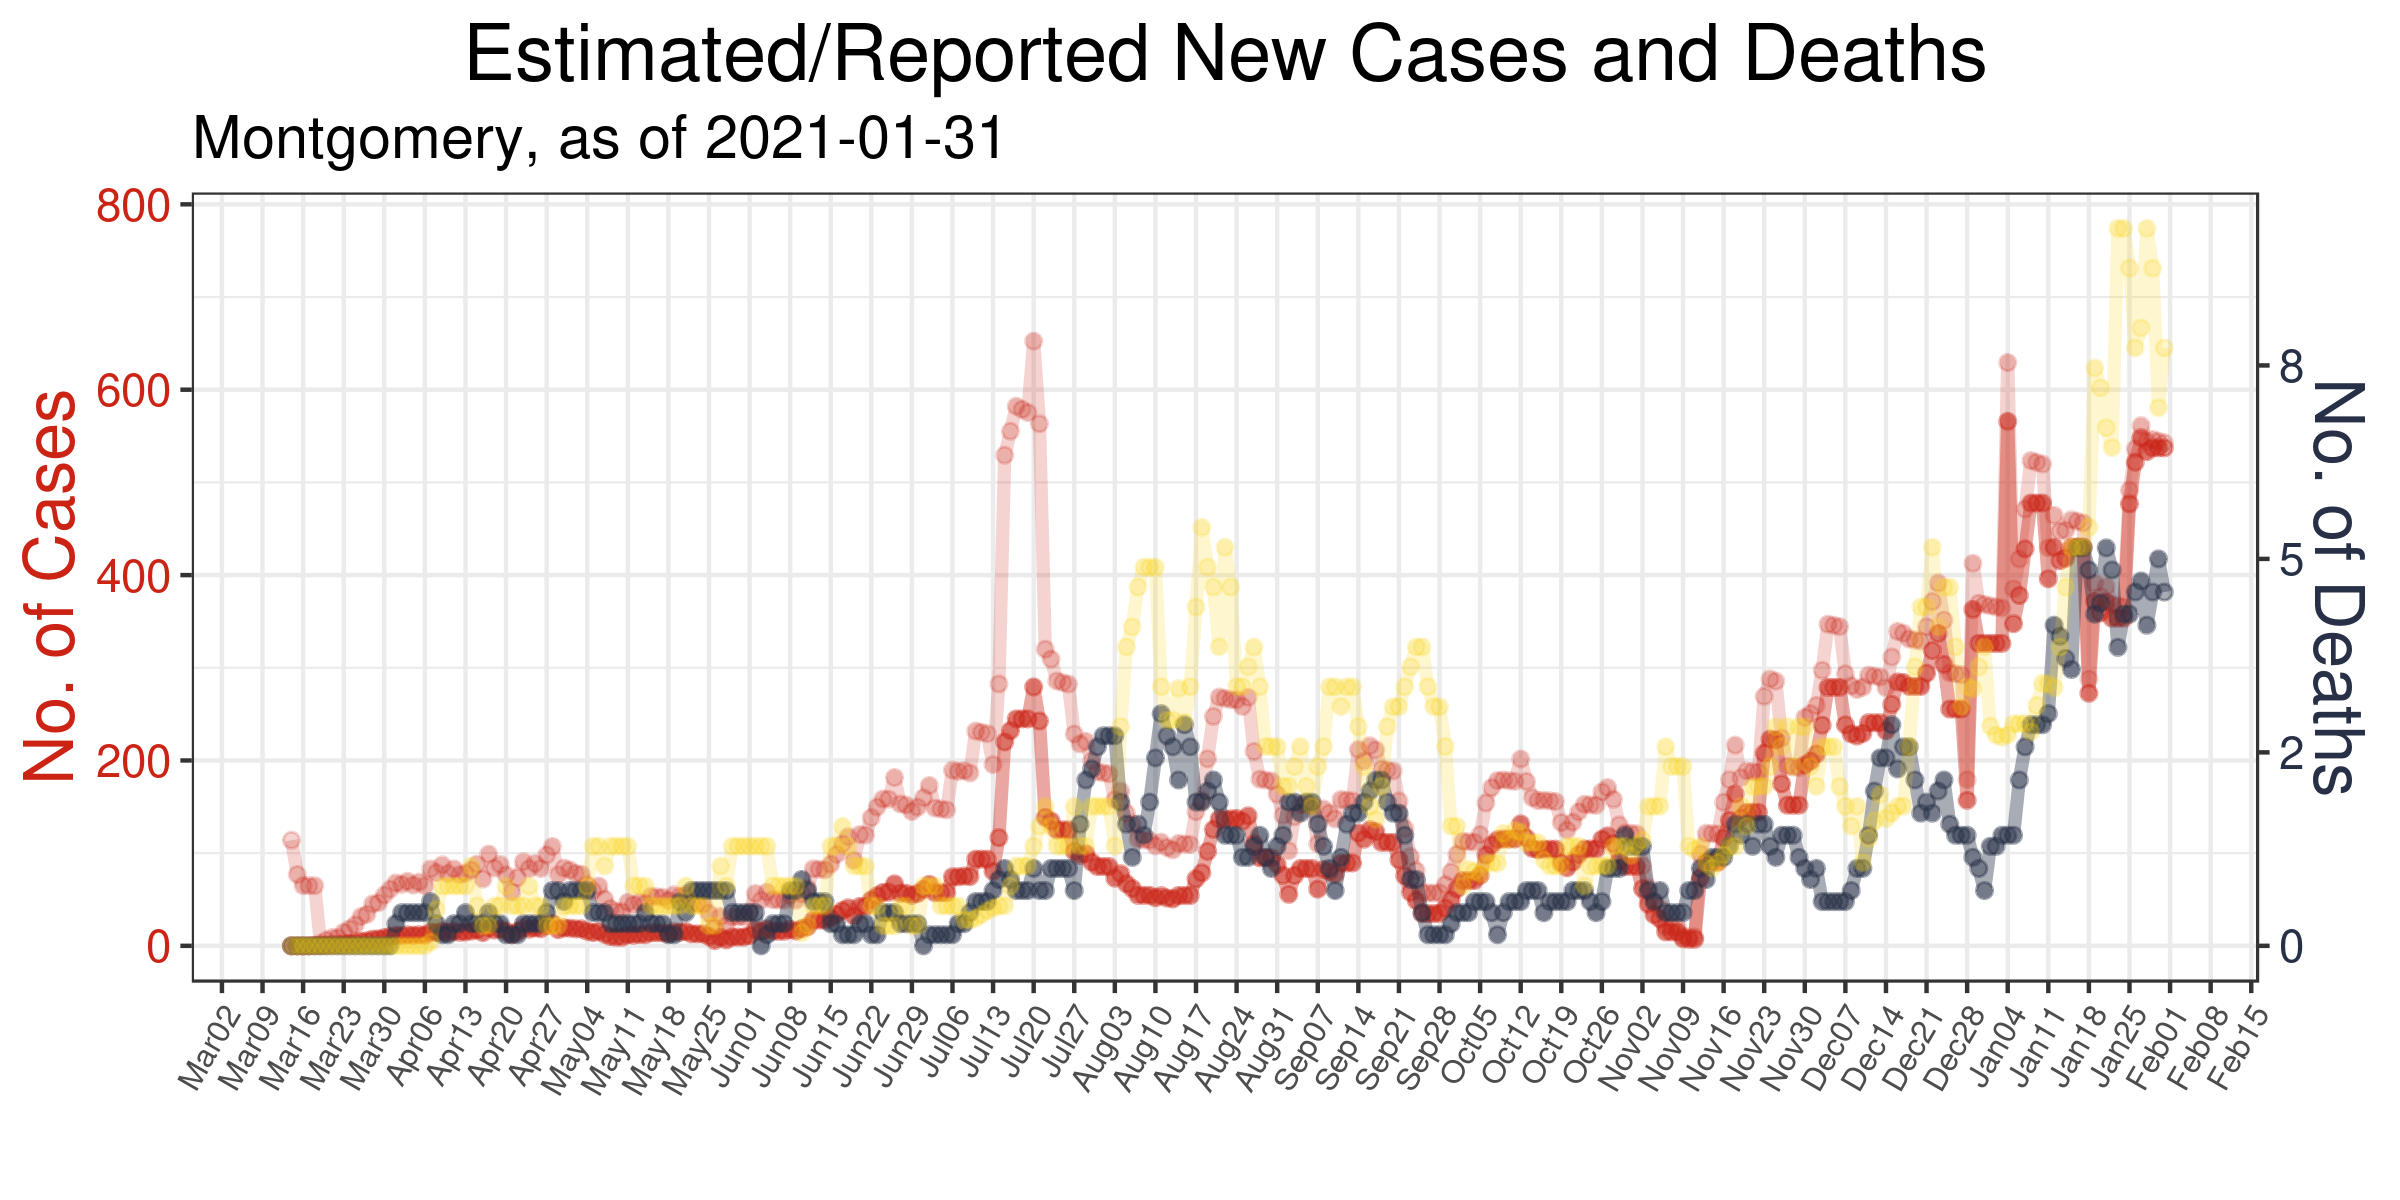 Estimated/Reported New Cases and Deaths
Montgomery, as of 2021-01-31
No. of Cases
800
600
400
200
0
8
5
2
0
No. of Deaths
Mar02
Mar09
Mar16
Mar23
Mar30
Apr06
Apr13
Apr20
Apr27
May04
May11
May18
May25
Jun01
Jun08
Jun15
Jun22
Jun29
Jul06
Jul13
Jul20
Jul27
Aug03
Aug10
Aug17
Aug24
Aug31
Sep07
Sep14
Sep21
Sep28
Oct05
Oct12
Oct19
Oct26
Nov02
Nov09
Nov16
Nov23
Nov30
Dec07
Dec14
Dec21
Dec28
Dec04
Jan11
Jan18
Jan25
Feb01
Feb08
Feb15